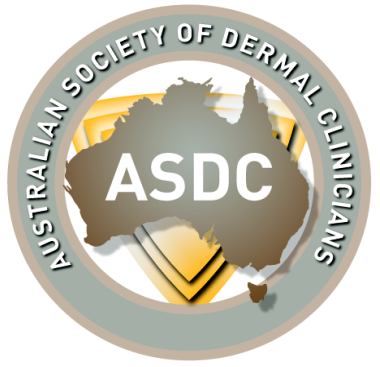 AUSTRALIAN SOCIETY OF DERMAL CLINICIANS
ASDC